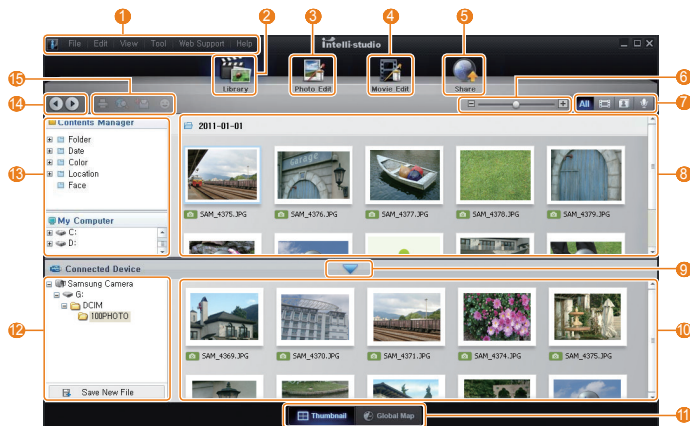 1
2
3
4
5
File Edit View Tool Web Support Help
Intelli-studio
15
6
Library
Photo Edit
Movie Edit
Share
14
All
7
Contents Manager
2011-01-01
Folder
Date
Color
Location
Face
13
8
SAM_4375.JPG
SAM_4376.JPG
SAM_4377.JPG
SAM_4378.JPG
SAM_4379.JPG
My Computer
C:
D:
Connected Device
9
Samsung Camera
G:
DCIM
100PHOTO
12
10
SAM_4369.JPG
SAM_4370.JPG
SAM_4371.JPG
SAM_4374.JPG
SAM_4375.JPG
Save New File
Thumbnail
Global Map
11